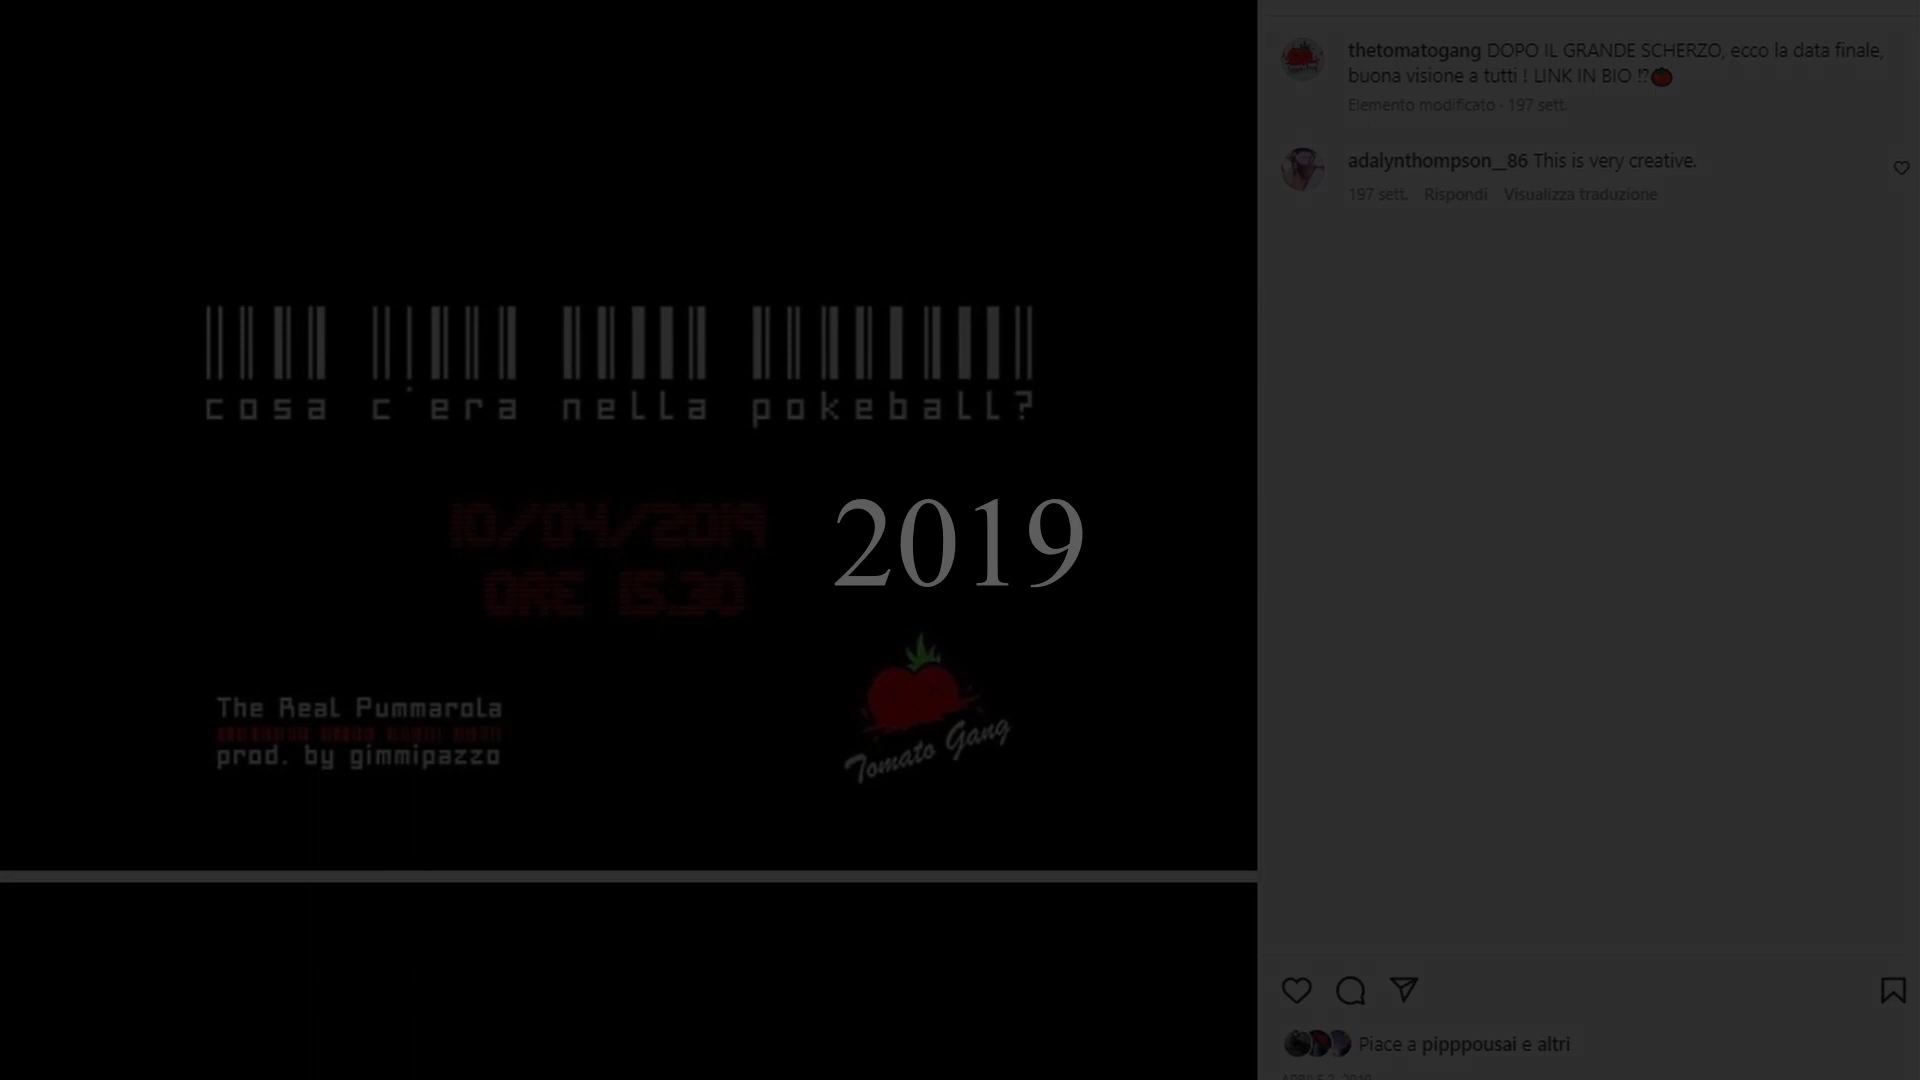 cosa c'era nella pokeball?
10/04/2019
ORE 15.30
2019
The Real Pummarola
prod. by gimmipazzo
Tomato Gang
thetomatogang DOPO IL GRANDE SCHERZO, ecco la data finale,
buona visione a tutti ! LINK IN BIO !?🍅
Elemento modificato · 197 sett.
adalynthompson__86 This is very creative.
197 sett. Rispondi Visualizza traduzione
Piace a pipppousai e altri